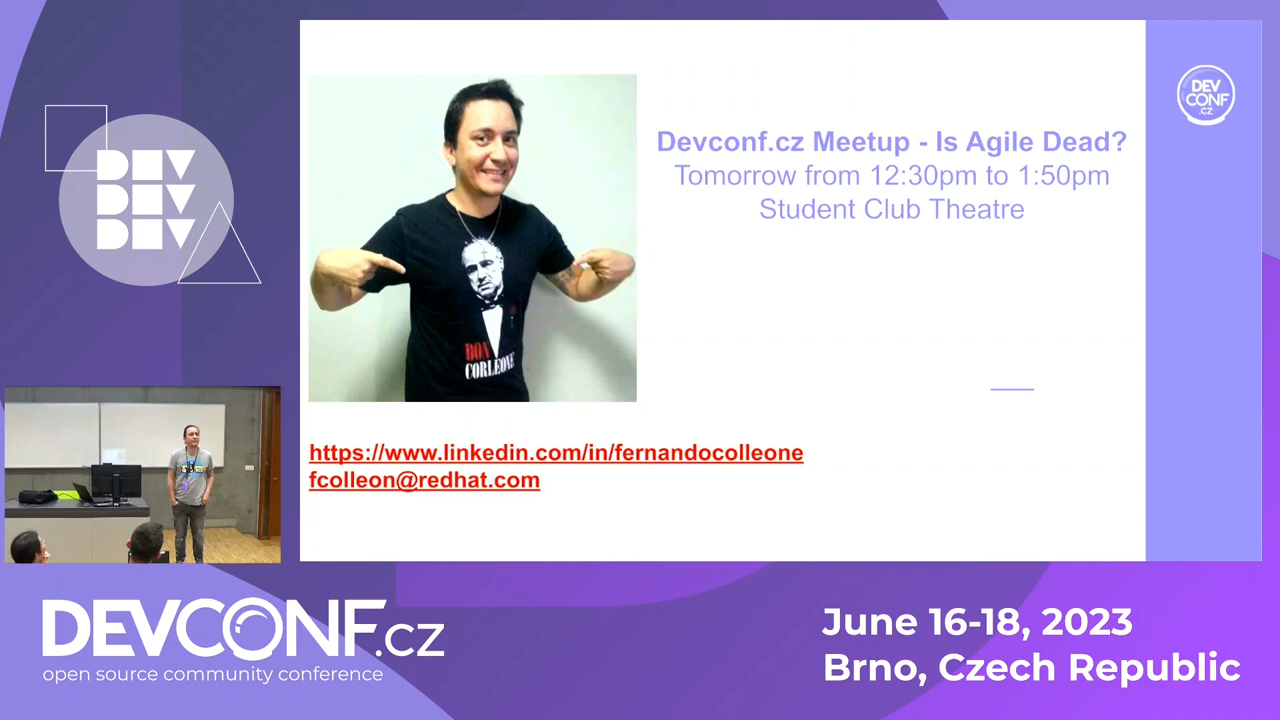 DEV
DEV
DEV
DEV
CONF
.CZ
Devconf.cz Meetup - Is Agile Dead?
Tomorrow from 12:30pm to 1:50pm
Student Club Theatre
DON
CORLEONE
https://www.linkedin.com/in/fernandocolleone
fcolleon@redhat.com
DEVCONF.cz
open source community conference
June 16-18, 2023
Brno, Czech Republic